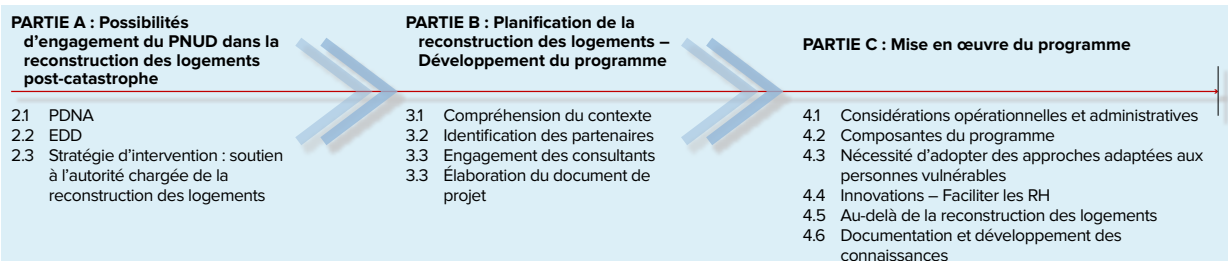 PARTIE A : Possibilités
d’engagement du PNUD dans la
reconstruction des logements
post-catastrophe
2.1 PDNA
2.2 EDD
2.3 Stratégie d’intervention : soutien
à l’autorité chargée de la
reconstruction des logements
PARTIE B : Planification de la
reconstruction des logements –
Développement du programme
3.1 Compréhension du contexte
3.2 Identification des partenaires
3.3 Engagement des consultants
3.3 Élaboration du document de
projet
PARTIE C : Mise en œuvre du programme
4.1 Considérations opérationnelles et administratives
4.2 Composantes du programme
4.3 Nécessité d’adopter des approches adaptées aux
personnes vulnérables
4.4 Innovations – Faciliter les RH
4.5 Au-delà de la reconstruction des logements
4.6 Documentation et développement des
connaissances